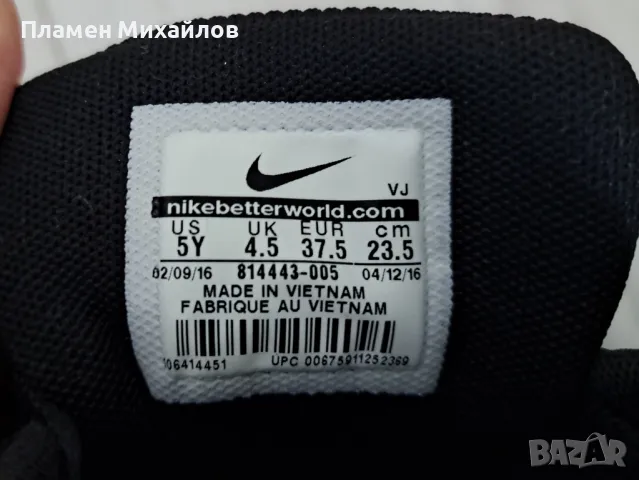 Пламен Михайлов
VJ
nikebetterworld.com
US UK EUR cm
5Y 4.5 37.5 23.5
02/09/16 814443-005 04/12/16
MADE IN VIETNAM
FABRIQUE AU VIETNAM
UPC 00675911252369
BAZAR